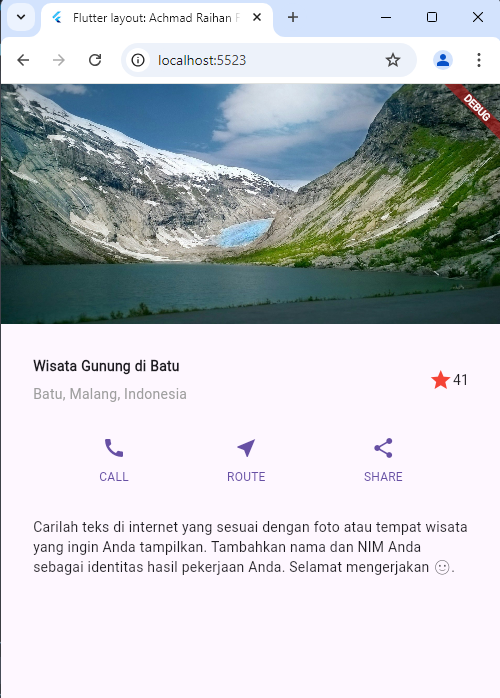 Flutter layout: Achmad Raihan F
localhost:5523
DEBUG
Wisata Gunung di Batu
Batu, Malang, Indonesia
41
CALL ROUTE SHARE
Carilah teks di internet yang sesuai dengan foto atau tempat wisata
yang ingin Anda tampilkan. Tambahkan nama dan NIM Anda
sebagai identitas hasil pekerjaan Anda. Selamat mengerjakan 🙂.